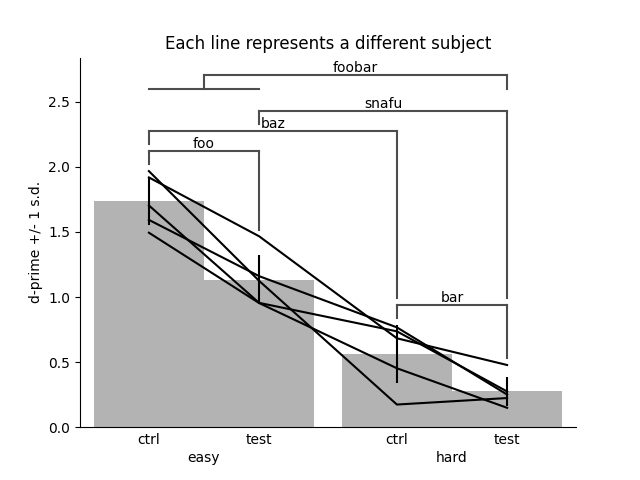 Each line represents a different subject
foobar
2.5
snafu
baz
foo
2.0
1.5
d-prime +/- 1 s.d.
1.0
bar
0.5
0.0
ctrl test ctrl test
easy hard